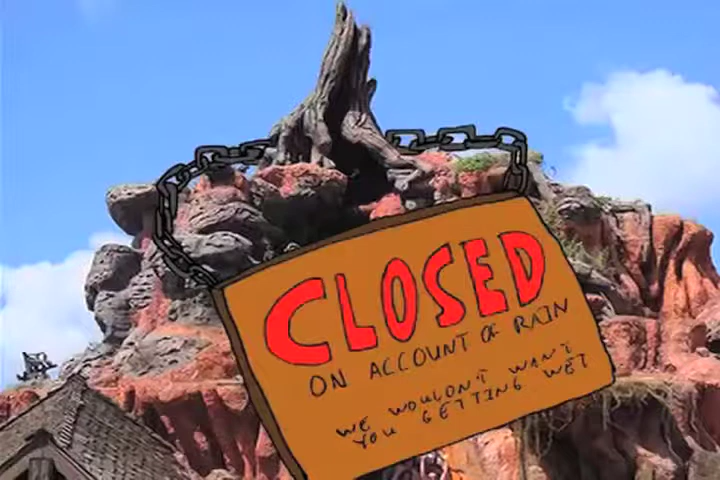 CLOSED
ON ACCOUNT OF RAIN
WE WOULDN'T WANT
YOU GETTING WET